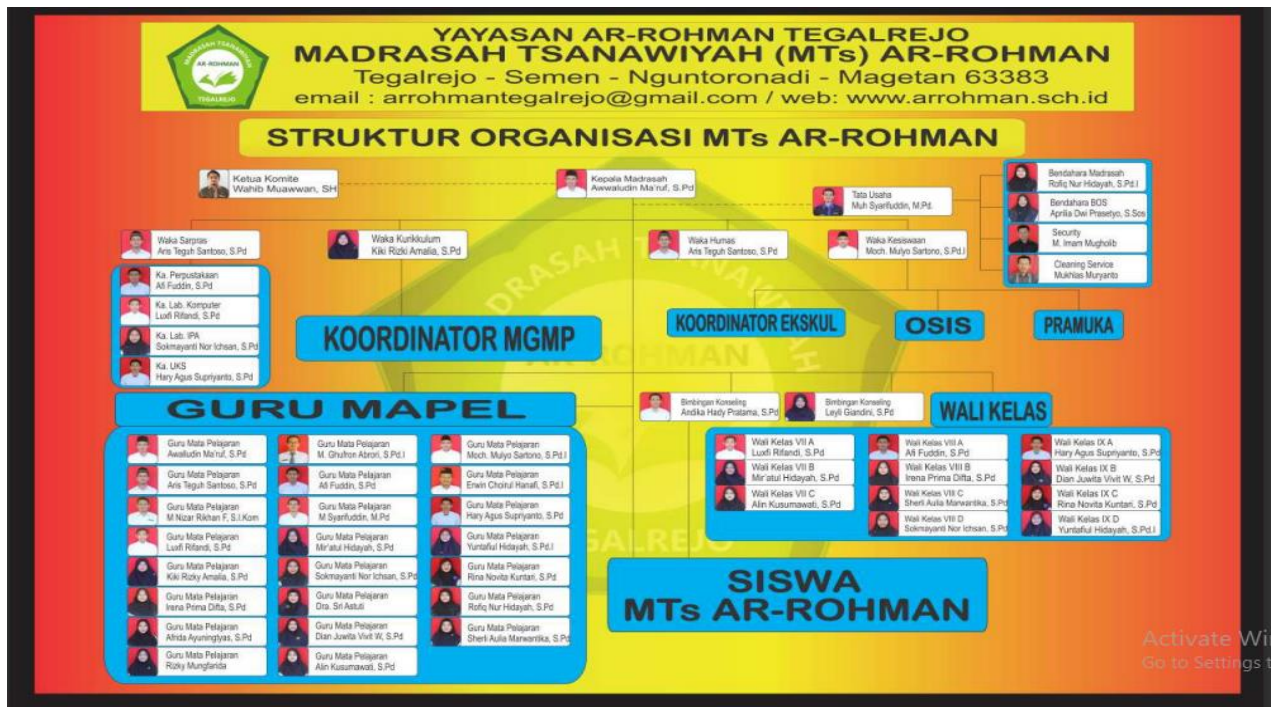 YAYASAN AR-ROHMAN TEGALREJO
MADRASAH TSANAWIYAH (MTs) AR-ROHMAN
Tegalrejo - Semen - Nguntoronadi - Magetan 63383
email : arrohmantegalrejo@gmail.com / web: www.arrohman.sch.id
MADRASAH TSANAWIYAH
AR-ROHMAN
TEGALREJO
STRUKTUR ORGANISASI MTs AR-ROHMAN
Ketua Komite
Wahib Muawwan, SH
Kepala Madrasah
Awwaludin Ma'ruf, S.Pd
Tata Usaha
Muh Syarifuddin, M.Pd.
Bendahara Madrasah
Rofiq Nur Hidayah, S.Pd.I
Bendahara BOS
Aprilia Dwi Prasetyo, S.Sos
Security
M. Imam Mugholib
Cleaning Service
Mukhlas Muryanto
Waka Sarpras
Aris Teguh Santoso, S.Pd
Waka Kurikkulum
Kiki Rizki Amalia, S.Pd
Waka Humas
Aris Teguh Santoso, S.Pd
Waka Kesiswaan
Moch. Mulyo Sartono, S.Pd.I
Ka. Perpustakaan
Afi Fuddin, S.Pd
Ka. Lab. Komputer
Luxfi Rifandi, S.Pd
Ka. Lab. IPA
Sokmayanti Nor Ichsan, S.Pd
Ka. UKS
Hary Agus Supriyanto, S.Pd
KOORDINATOR MGMP
KOORDINATOR EKSKUL
OSIS
PRAMUKA
GURU MAPEL
Bimbingan Konseling
Andika Hady Pratama, S.Pd
Bimbingan Konseling
Leyli Giandini, S.Pd
WALI KELAS
Guru Mata Pelajaran
Awalludin Ma'ruf, S.Pd
Guru Mata Pelajaran
M. Ghufron Abrori, S.Pd.I
Guru Mata Pelajaran
Moch. Mulyo Sartono, S.Pd.I
Guru Mata Pelajaran
Aris Teguh Santoso, S.Pd
Guru Mata Pelajaran
Afi Fuddin, S.Pd
Guru Mata Pelajaran
Erwin Choirul Hanafi, S.Pd.I
Guru Mata Pelajaran
M Nizar Rikhan F, S.I.Kom
Guru Mata Pelajaran
M Syarifuddin, M.Pd
Guru Mata Pelajaran
Hary Agus Supriyanto, S.Pd
Guru Mata Pelajaran
Luxfi Rifandi, S.Pd
Guru Mata Pelajaran
Mir'atul Hidayah, S.Pd
Guru Mata Pelajaran
Yuntafiul Hidayah, S.Pd.I
Guru Mata Pelajaran
Kiki Rizky Amalia, S.Pd
Guru Mata Pelajaran
Sokmayanti Nor Ichsan, S.Pd
Guru Mata Pelajaran
Rina Novita Kuntari, S.Pd
Guru Mata Pelajaran
Irena Prima Difta, S.Pd
Guru Mata Pelajaran
Dra. Sri Astuti
Guru Mata Pelajaran
Rofiq Nur Hidayah, S.Pd
Guru Mata Pelajaran
Afrida Ayuningtyas, S.Pd
Guru Mata Pelajaran
Dian Juwita Vivit W, S.Pd
Guru Mata Pelajaran
Sherli Aulia Marwantika, S.Pd
Guru Mata Pelajaran
Rizky Mungfarida
Guru Mata Pelajaran
Alin Kusumawati, S.Pd
Wali Kelas VII A
Luxfi Rifandi, S.Pd
Wali Kelas VIII A
Afi Fuddin, S.Pd
Wali Kelas IX A
Hary Agus Supriyanto, S.Pd
Wali Kelas VII B
Mir'atul Hidayah, S.Pd
Wali Kelas VIII B
Irena Prima Difta, S.Pd
Wali Kelas IX B
Dian Juwita Vivit W, S.Pd
Wali Kelas VII C
Alin Kusumawati, S.Pd
Wali Kelas VIII C
Sherli Aulia Marwantika, S.Pd
Wali Kelas IX C
Rina Novita Kuntari, S.Pd
Wali Kelas VIII D
Sokmayanti Nor Ichsan, S.Pd
Wali Kelas IX D
Yuntafiul Hidayah, S.Pd.I
SISWA
MTs AR-ROHMAN
Activate Wi
Go to Settings t